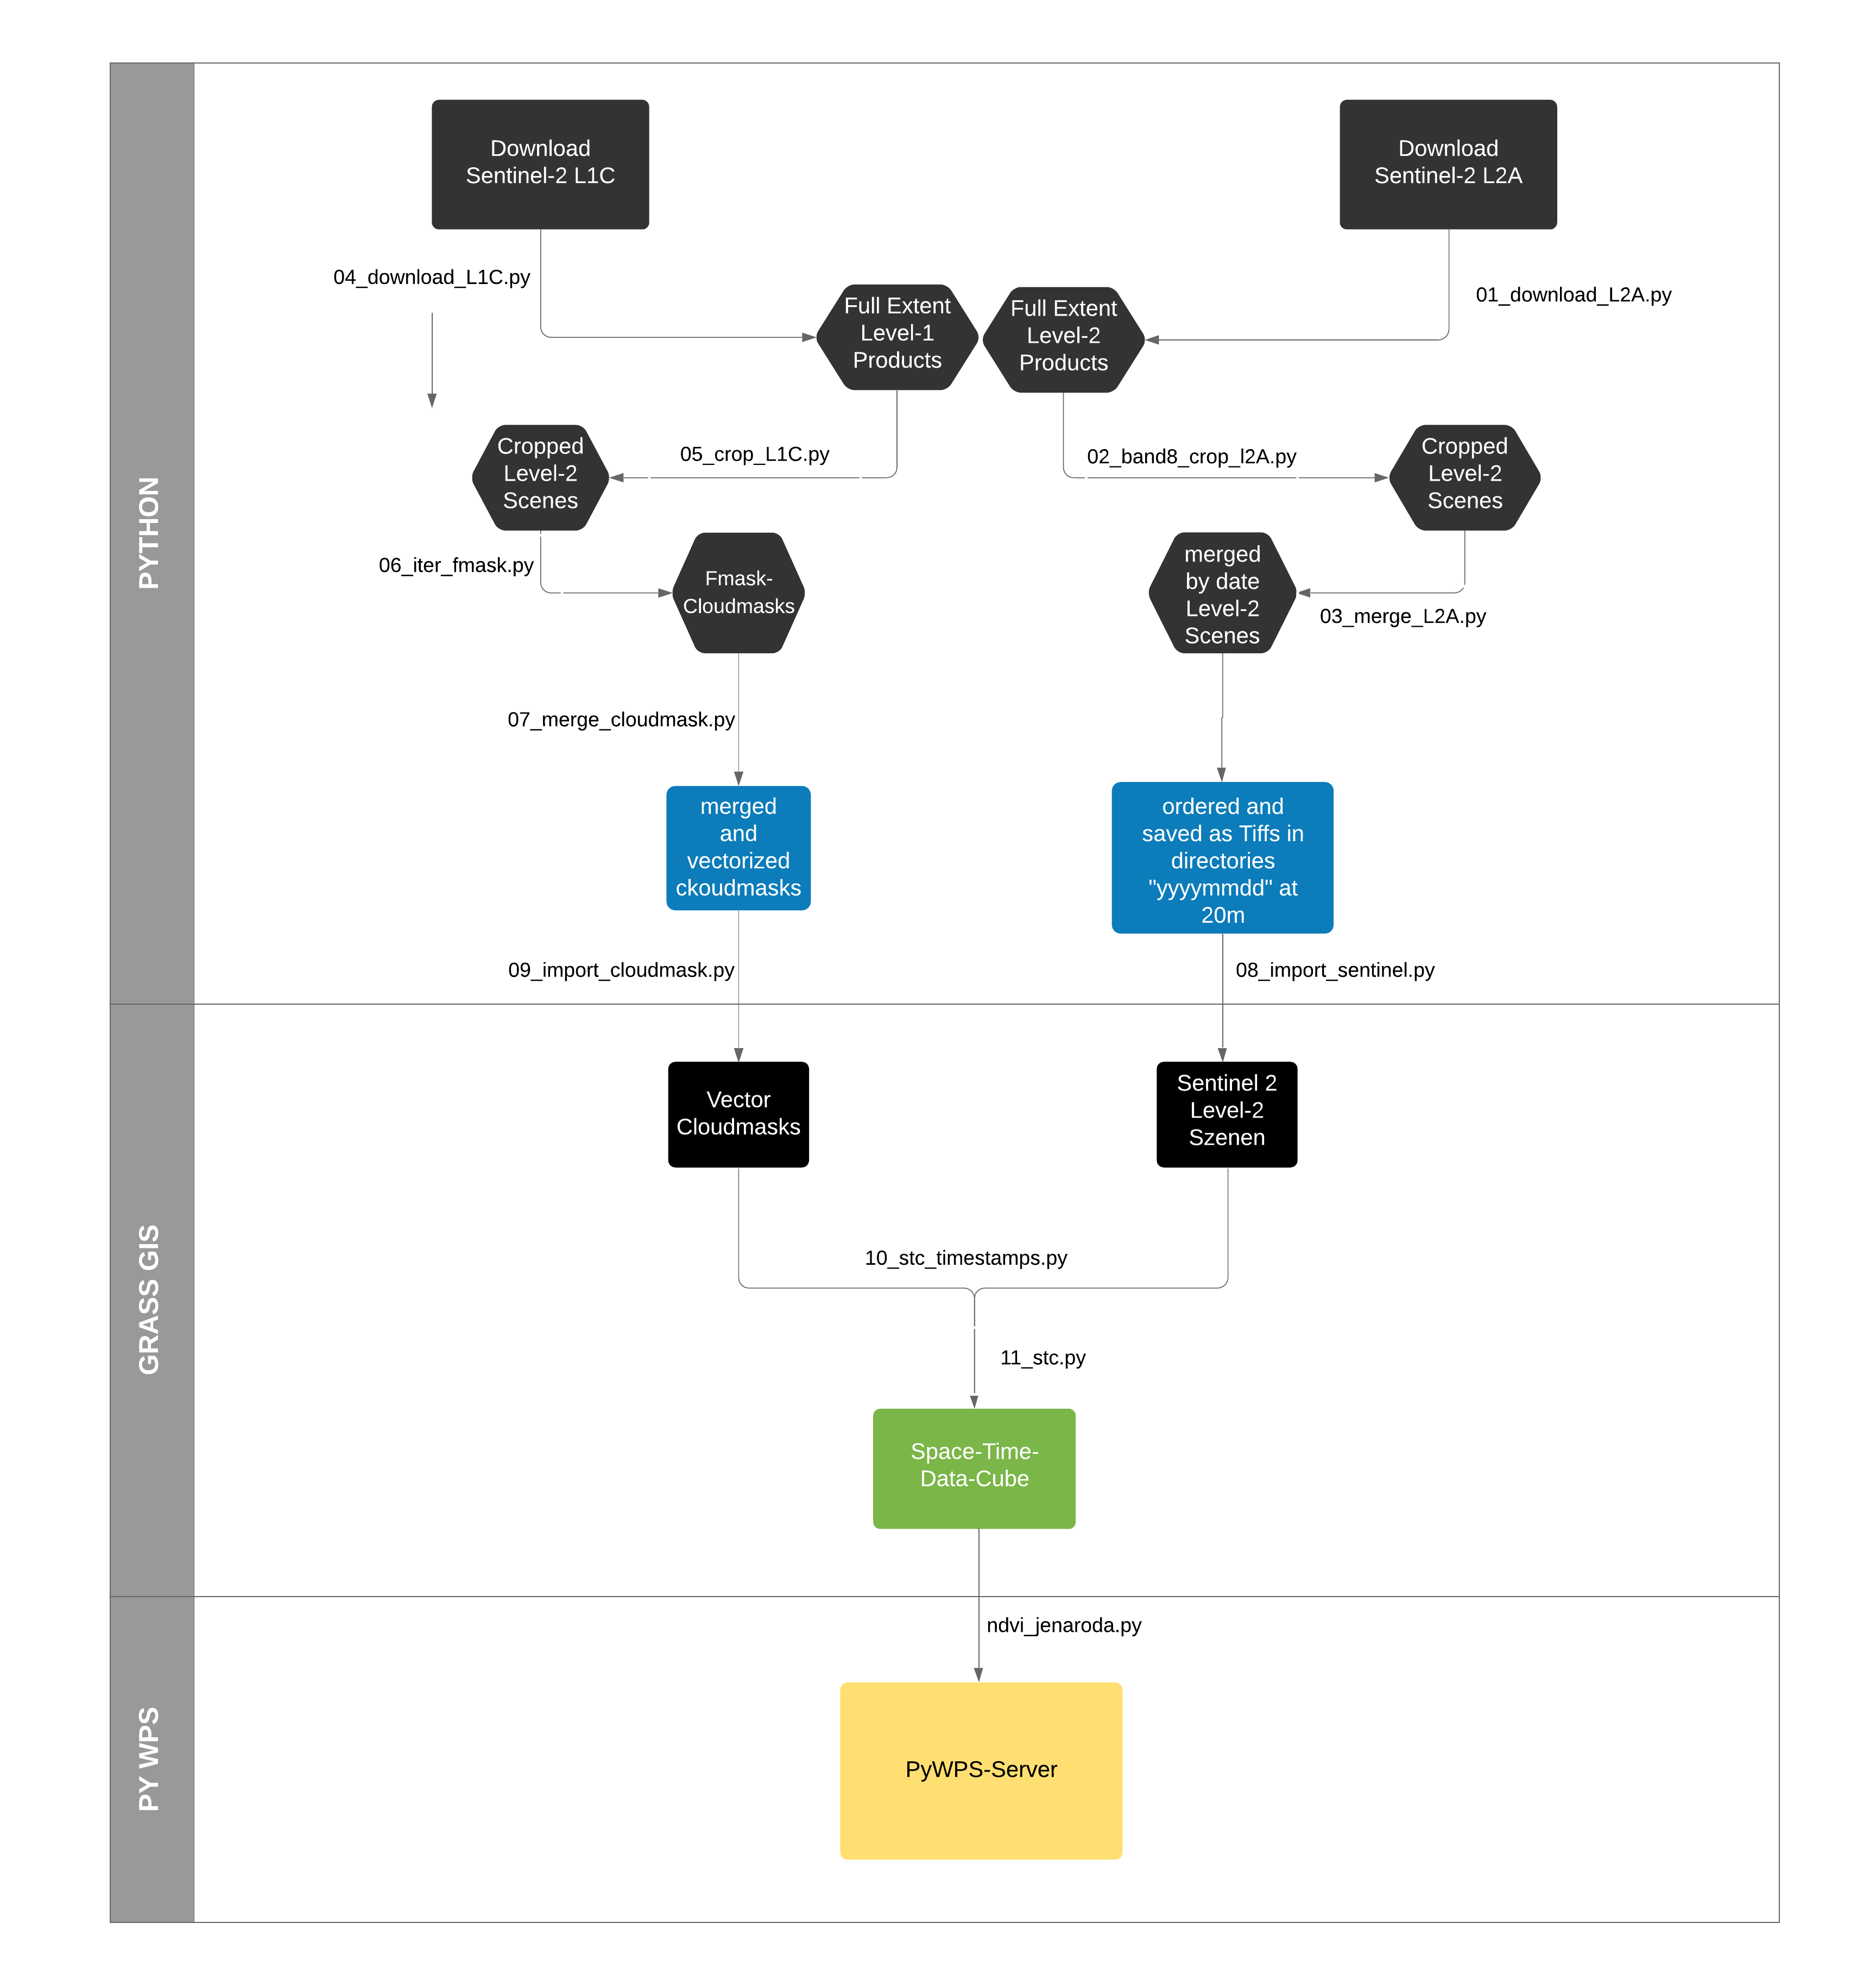 PYTHON
Download
Sentinel-2 L1C
Download
Sentinel-2 L2A
04_download_L1C.py
01_download_L2A.py
Full Extent
Level-1
Products
Full Extent
Level-2
Products
Cropped
Level-2
Scenes
05_crop_L1C.py
02_band8_crop_l2A.py
Cropped
Level-2
Scenes
06_iter_fmask.py
Fmask-
Cloudmasks
merged
by date
Level-2
Scenes
03_merge_L2A.py
07_merge_cloudmask.py
merged
and
vectorized
ckoudmasks
ordered and
saved as Tiffs in
directories
"yyyymmdd" at
20m
09_import_cloudmask.py
08_import_sentinel.py
GRASS GIS
Vector
Cloudmasks
Sentinel 2
Level-2
Szenen
10_stc_timestamps.py
11_stc.py
Space-Time-
Data-Cube
PY WPS
ndvi_jenaroda.py
PyWPS-Server